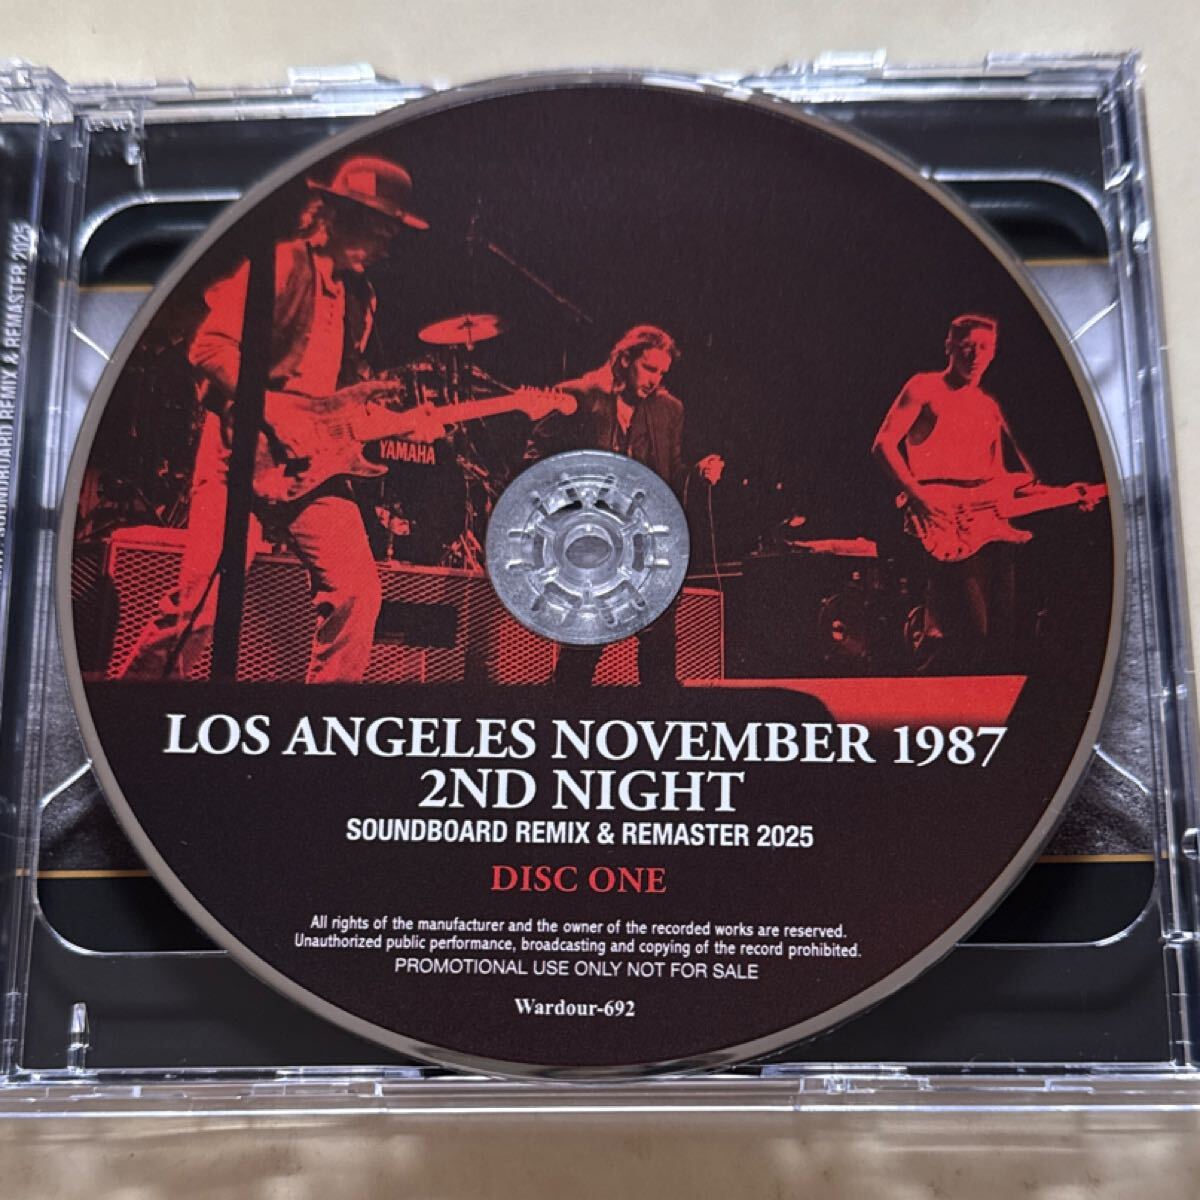 YAMAHA
LOS ANGELES NOVEMBER 1987
2ND NIGHT
SOUNDBOARD REMIX & REMASTER 2025
DISC ONE
All rights of the manufacturer and the owner of the recorded works are reserved.
Unauthorized public performance, broadcasting and copying of the record prohibited.
PROMOTIONAL USE ONLY NOT FOR SALE
Wardour-692
SOUNDBOARD REMIX & REMASTER 2025